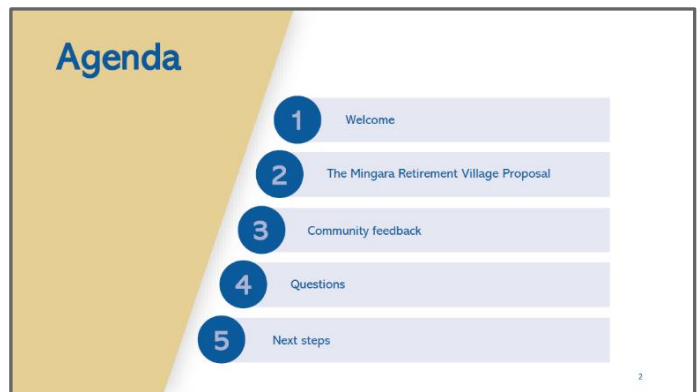 Agenda
1 Welcome
2 The Mingara Retirement Village Proposal
3 Community feedback
4 Questions
5 Next steps
2